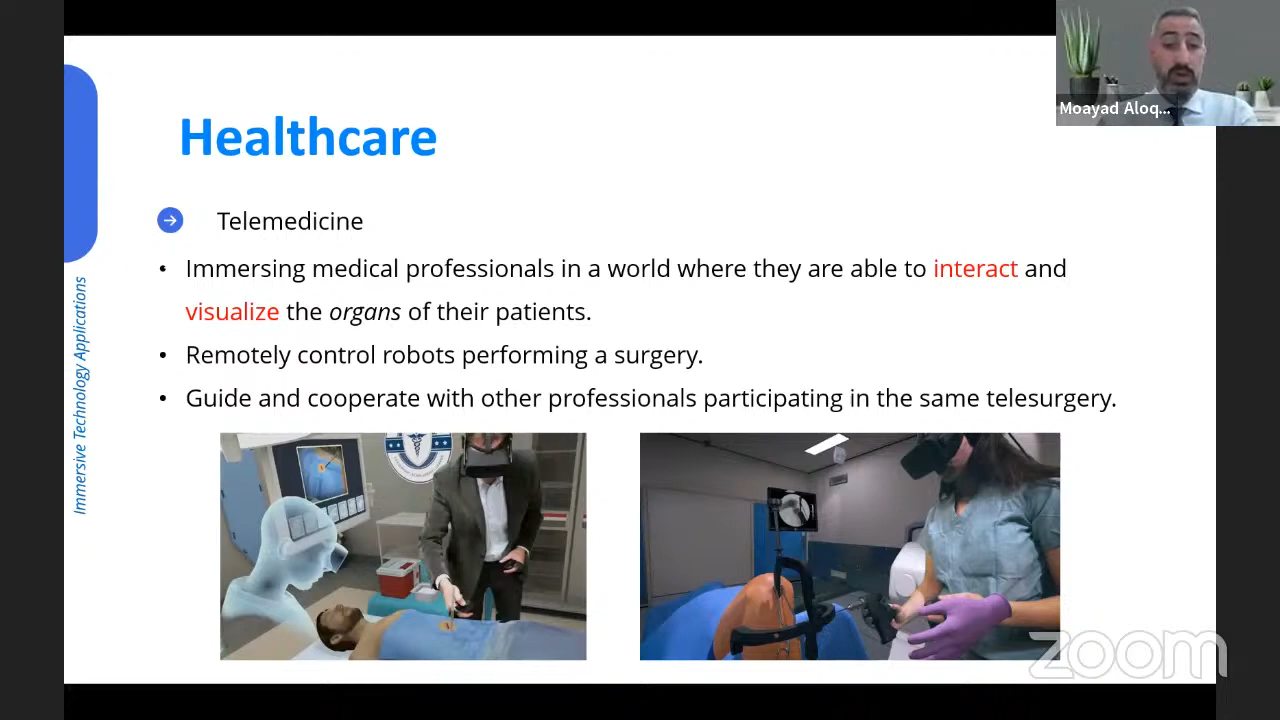 Moayad Aloq...
Healthcare
Telemedicine
• Immersing medical professionals in a world where they are able to interact and
visualize the organs of their patients.
• Remotely control robots performing a surgery.
• Guide and cooperate with other professionals participating in the same telesurgery.
Immersive Technology Applications
zoom